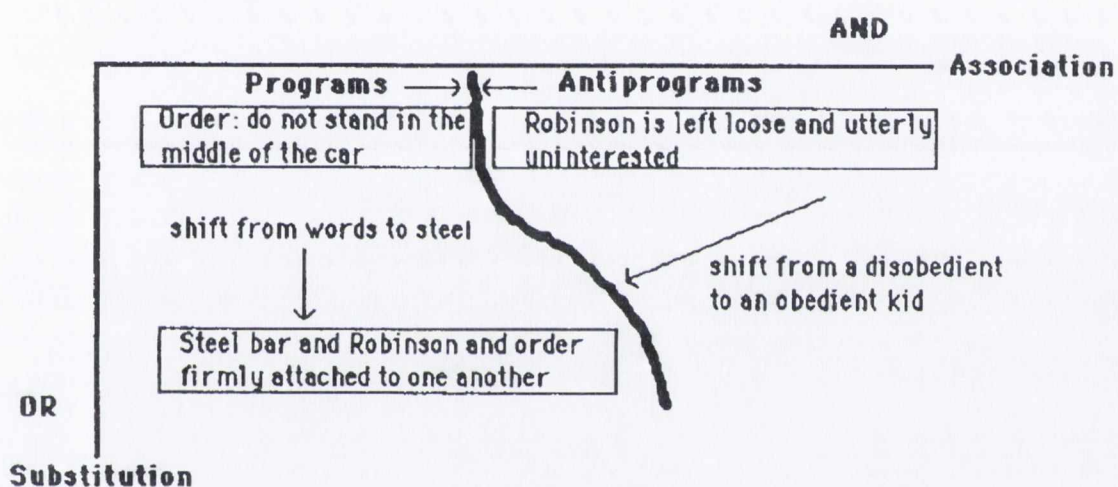 AND
Association
Programs
Antiprograms
Order: do not stand in the
middle of the car
Robinson is left loose and utterly
uninterested
shift from words to steel
shift from a disobedient
to an obedient kid
Steel bar and Robinson and order
firmly attached to one another
OR
Substitution